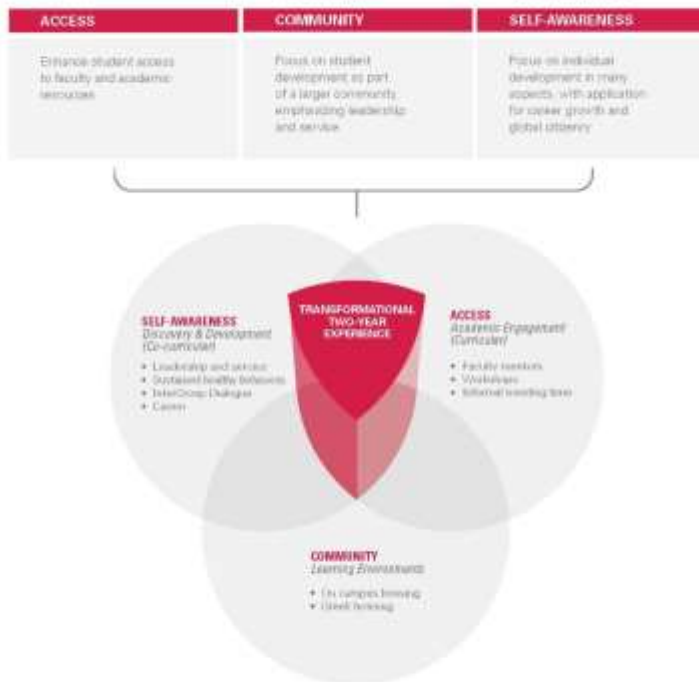 ACCESS
Enhance student access
to faculty and academic
resources
COMMUNITY
Focus on student
development as part
of a larger community
emphasizing leadership
and service
SELF-AWARENESS
Focus on individual
development in many
aspects, with application
for career growth and
global citizenry
TRANSFORMATIONAL
TWO-YEAR
EXPERIENCE
SELF-AWARENESS
Discovery & Development
(Co-curricular)
• Leadership and service
• Sustained healthy behaviors
• InterGroup Dialogue
• Career
ACCESS
Academic Engagement
(Curricular)
• Faculty mentors
• Workshops
• Informal meeting time
COMMUNITY
Learning Environments
• On campus housing
• Greek housing